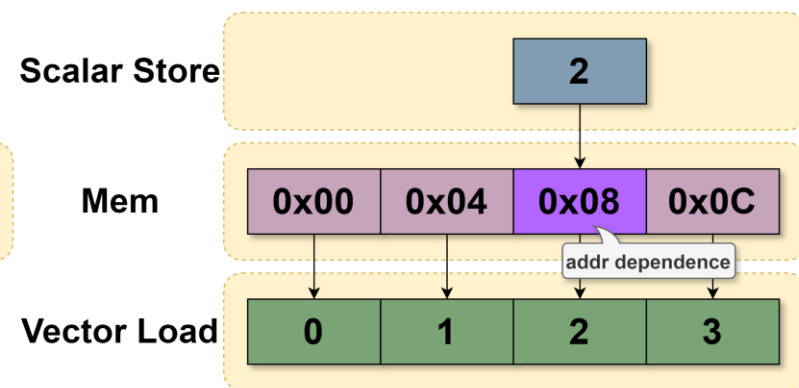 Scalar Store 2
Mem 0x00 0x04 0x08 0x0C
addr dependence
Vector Load 0 1 2 3